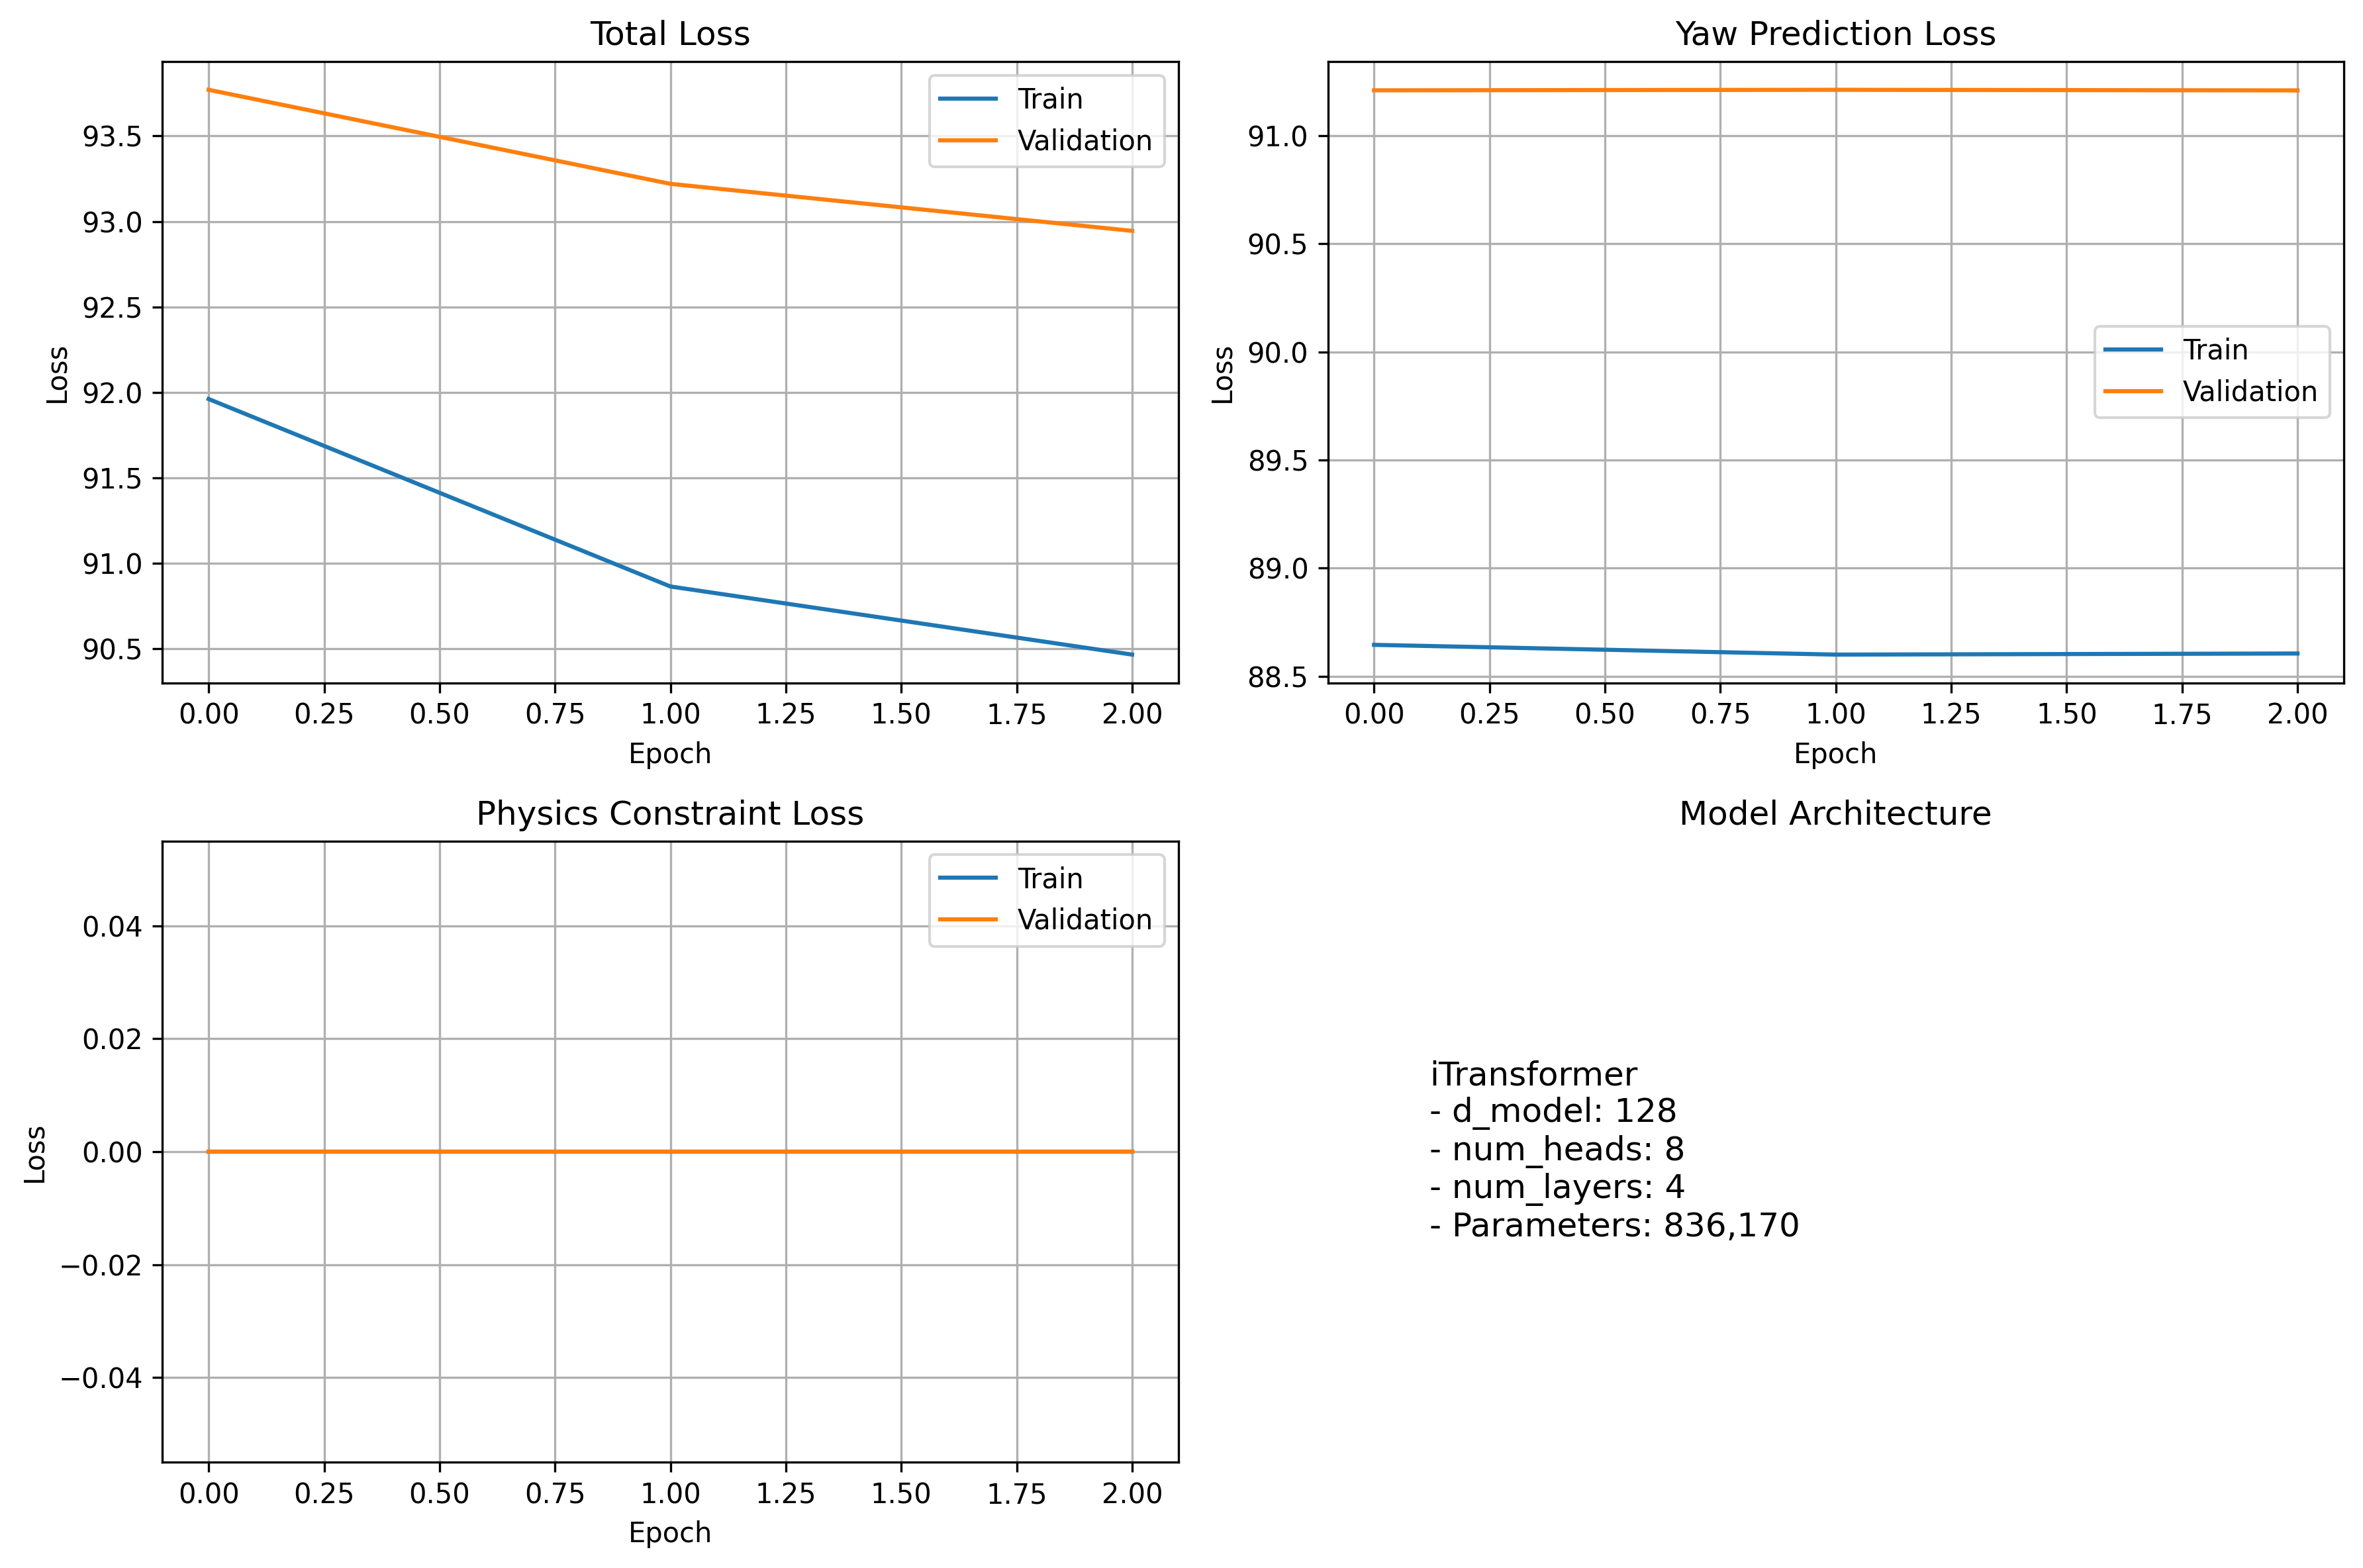 Total Loss
Train
Validation
93.5
93.0
92.5
92.0
91.5
91.0
90.5
Loss
0.00 0.25 0.50 0.75 1.00 1.25 1.50 1.75 2.00
Epoch
Yaw Prediction Loss
91.0
90.5
90.0
89.5
89.0
88.5
Loss
Train
Validation
0.00 0.25 0.50 0.75 1.00 1.25 1.50 1.75 2.00
Epoch
Physics Constraint Loss
Train
Validation
0.04
0.02
0.00
−0.02
−0.04
Loss
0.00 0.25 0.50 0.75 1.00 1.25 1.50 1.75 2.00
Epoch
Model Architecture
iTransformer
- d_model: 128
- num_heads: 8
- num_layers: 4
- Parameters: 836,170